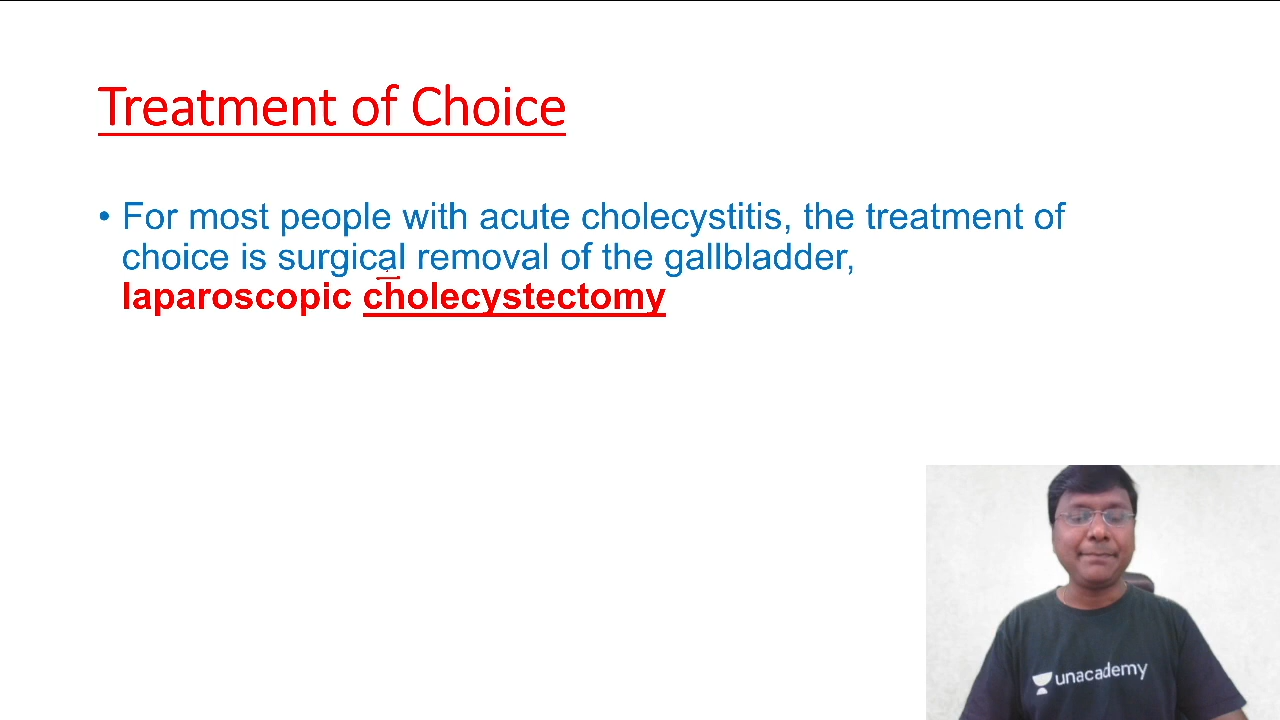 Treatment of Choice
• For most people with acute cholecystitis, the treatment of
choice is surgical removal of the gallbladder,
laparoscopic cholecystectomy
unacademy